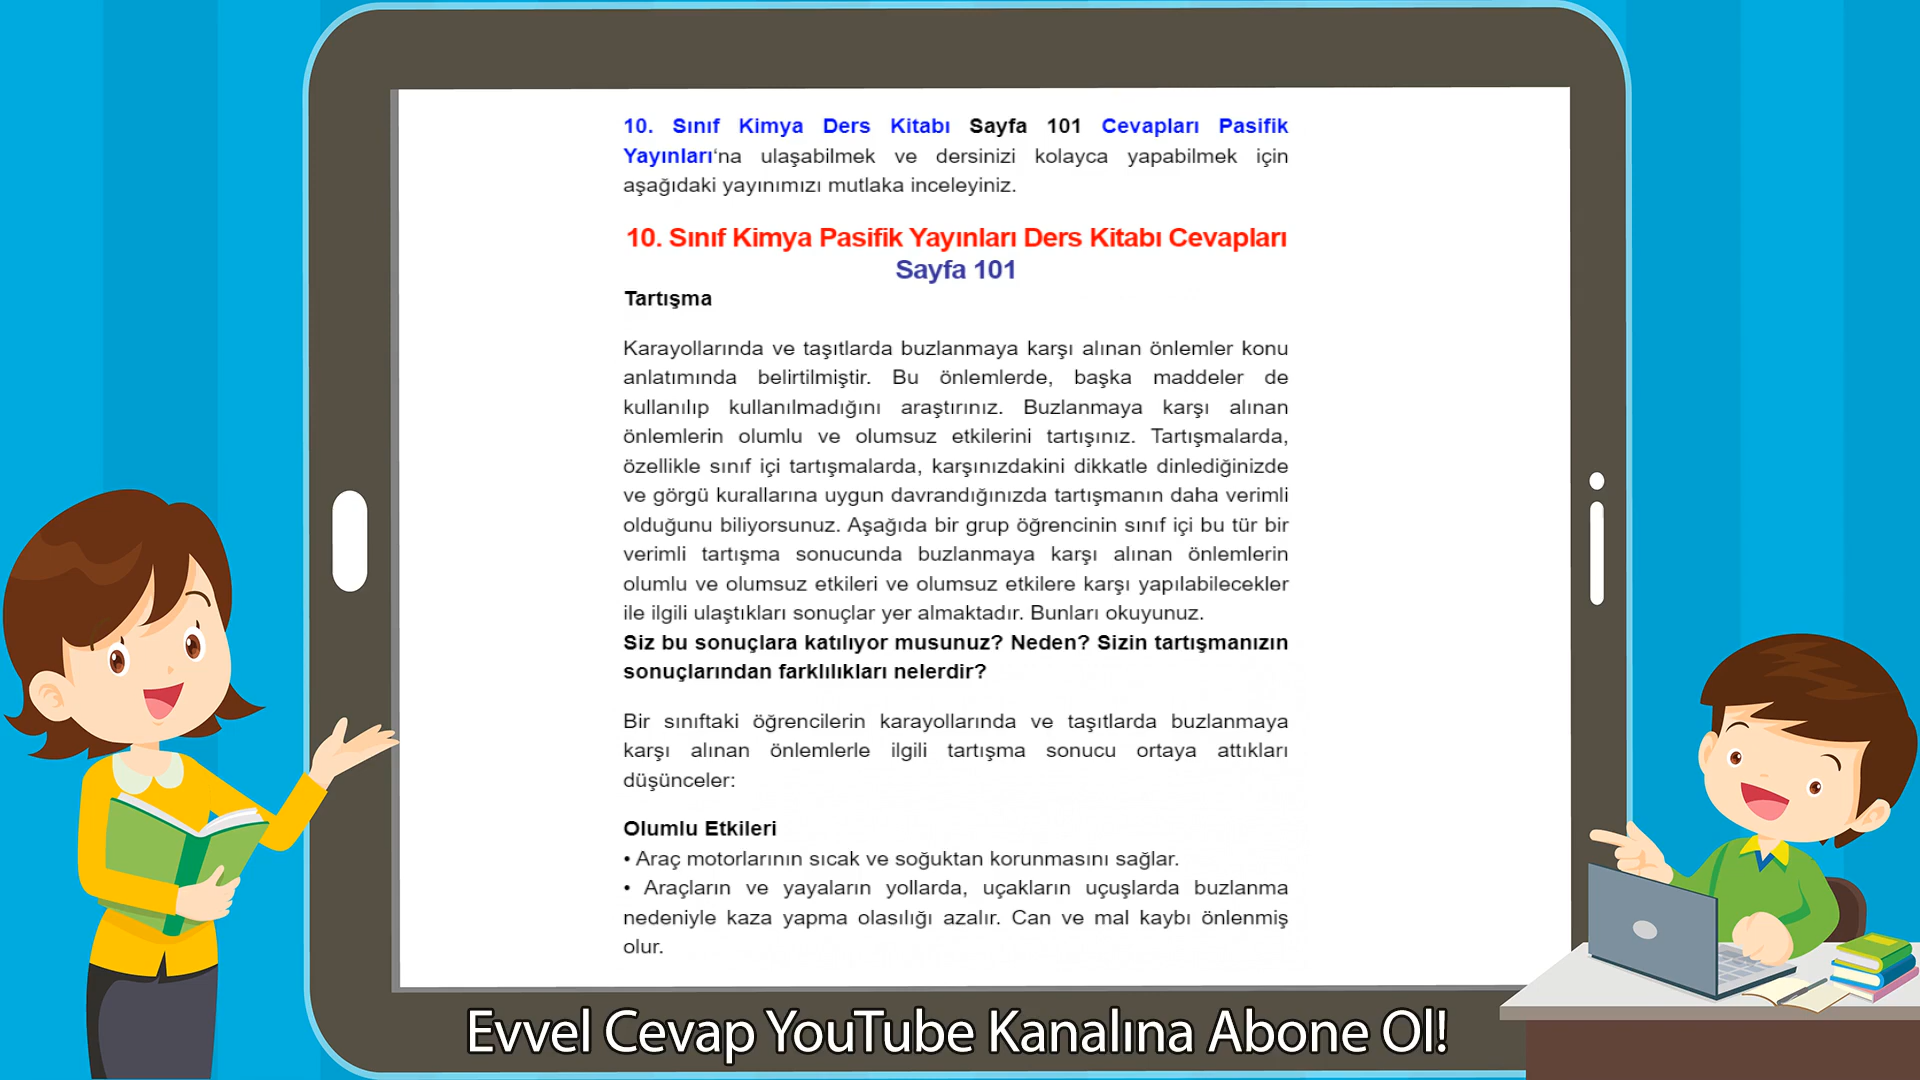 10. Sınıf Kimya Ders Kitabı Sayfa 101 Cevapları Pasifik
Yayınları‘na ulaşabilmek ve dersinizi kolayca yapabilmek için
aşağıdaki yayınımızı mutlaka inceleyiniz.
10. Sınıf Kimya Pasifik Yayınları Ders Kitabı Cevapları
Sayfa 101
Tartışma
Karayollarında ve taşıtlarda buzlanmaya karşı alınan önlemler konu
anlatımında belirtilmiştir. Bu önlemlerde, başka maddeler de
kullanılıp kullanılmadığını araştırınız. Buzlanmaya karşı alınan
önlemlerin olumlu ve olumsuz etkilerini tartışınız. Tartışmalarda,
özellikle sınıf içi tartışmalarda, karşınızdakini dikkatle dinlediğinizde
ve görgü kurallarına uygun davrandığınızda tartışmanın daha verimli
olduğunu biliyorsunuz. Aşağıda bir grup öğrencinin sınıf içi bu tür bir
verimli tartışma sonucunda buzlanmaya karşı alınan önlemlerin
olumlu ve olumsuz etkileri ve olumsuz etkilere karşı yapılabilecekler
ile ilgili ulaştıkları sonuçlar yer almaktadır. Bunları okuyunuz.
Siz bu sonuçlara katılıyor musunuz? Neden? Sizin tartışmanızın
sonuçlarından farklılıkları nelerdir?
Bir sınıftaki öğrencilerin karayollarında ve taşıtlarda buzlanmaya
karşı alınan önlemlerle ilgili tartışma sonucu ortaya attıkları
düşünceler:
Olumlu Etkileri
• Araç motorlarının sıcak ve soğuktan korunmasını sağlar.
• Araçların ve yayaların yollarda, uçakların uçuşlarda buzlanma
nedeniyle kaza yapma olasılığı azalır. Can ve mal kaybı önlenmiş
olur.
Evvel Cevap YouTube Kanalına Abone Ol!